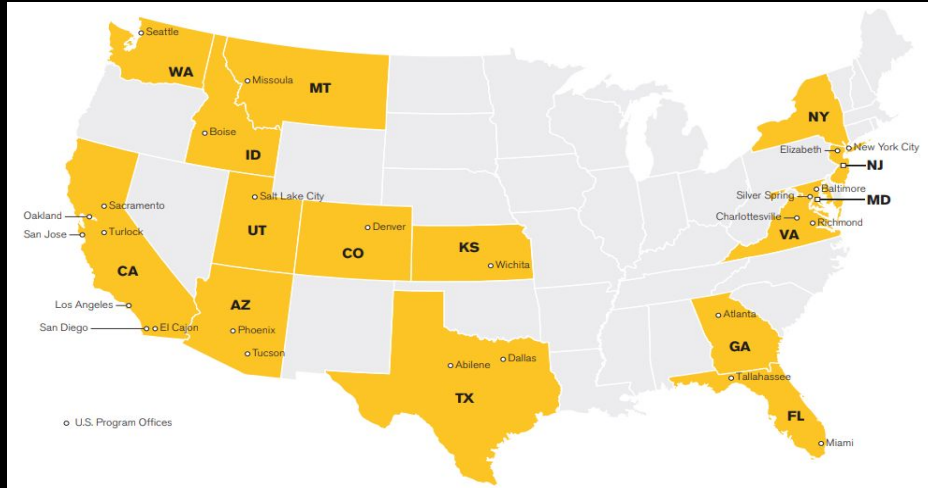 Seattle
WA
Missoula
MT
Boise
ID
NY
Elizabeth
New York City
NJ
Salt Lake City
Sacramento
Oakland
San Jose
Turlock
Denver
UT
CO
KS
Wichita
Silver Spring
Baltimore
MD
Charlottesville
Richmond
VA
CA
Los Angeles
San Diego
El Cajon
AZ
Phoenix
Tucson
Abilene
Dallas
TX
Atlanta
GA
Tallahassee
FL
Miami
U.S. Program Offices